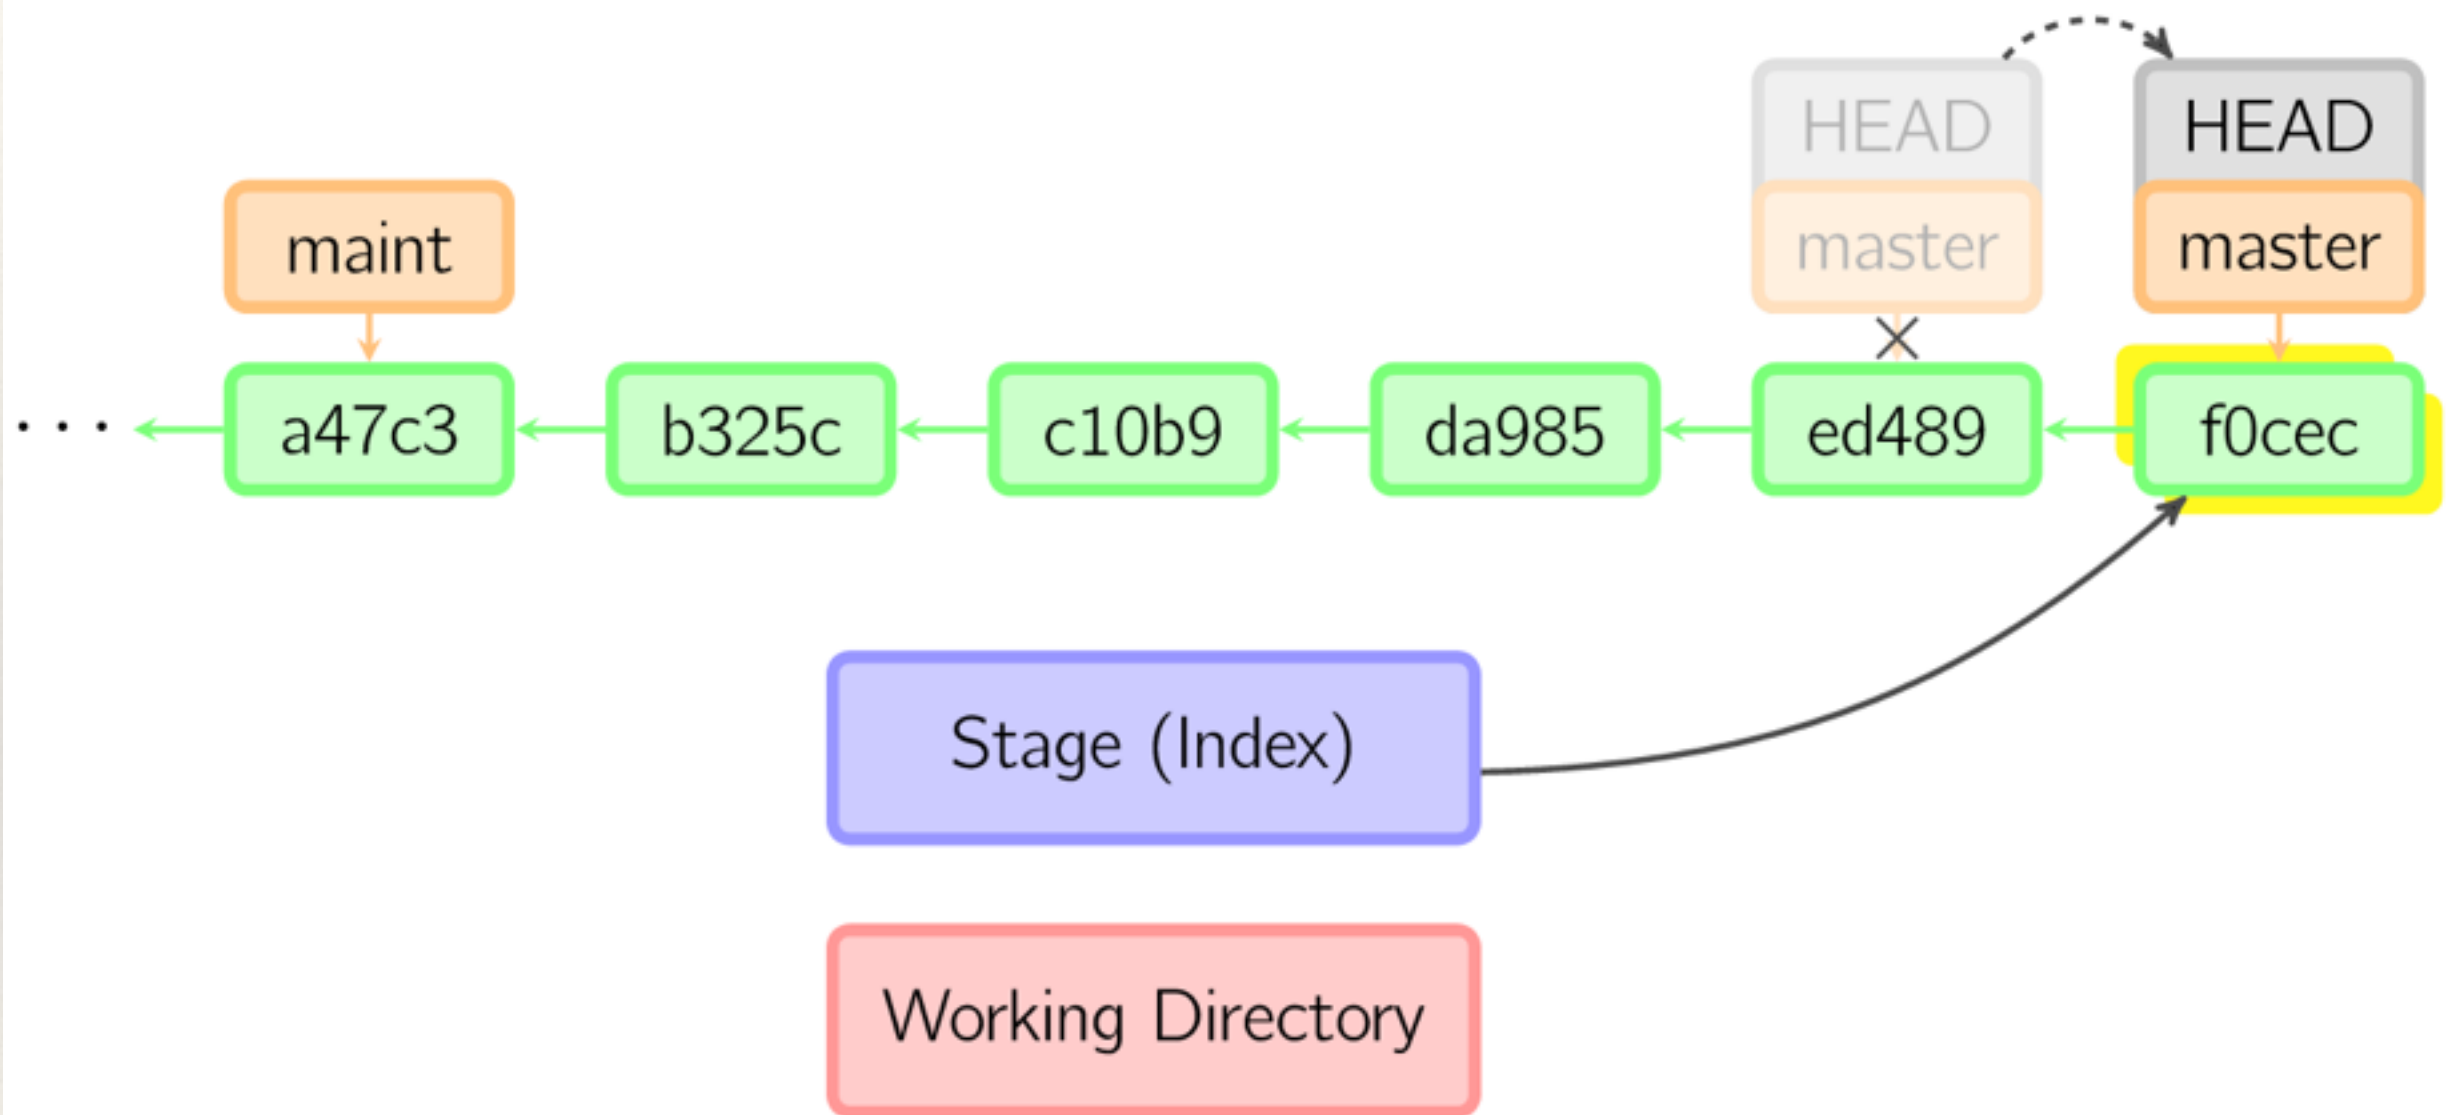 HEAD
HEAD
maint
master
master
· · ·
a47c3
b325c
c10b9
da985
ed489
f0cec
Stage (Index)
Working Directory